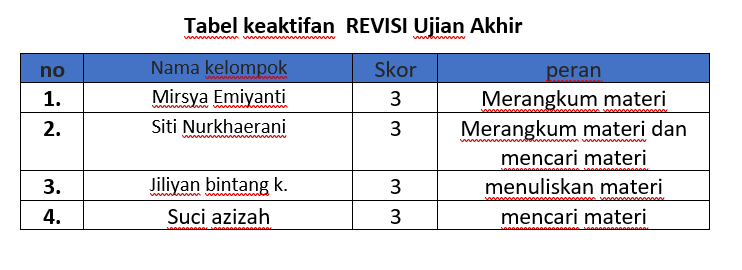 Tabel keaktifan REVISI Ujian Akhir
no Nama kelompok Skor peran
1. Mirsya Emiyanti 3 Merangkum materi
2. Siti Nurkhaerani 3 Merangkum materi dan
mencari materi
3. Jiliyan bintang k. 3 menuliskan materi
4. Suci azizah 3 mencari materi